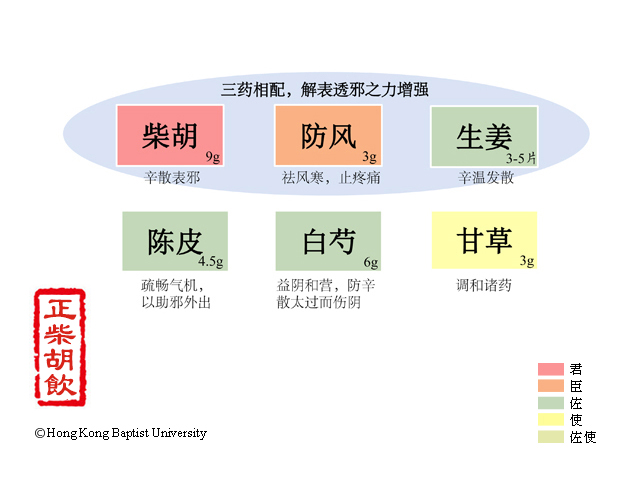 三药相配，解表透邪之力增强
柴胡
9g
辛散表邪
防风
3g
祛风寒，止疼痛
生姜
3-5片
辛温发散
陈皮
4.5g
疏畅气机，
以助邪外出
白芍
6g
益阴和营，防辛
散太过而伤阴
甘草
3g
调和诸药
正柴胡飲
©Hong Kong Baptist University
君
臣
佐
使
佐使